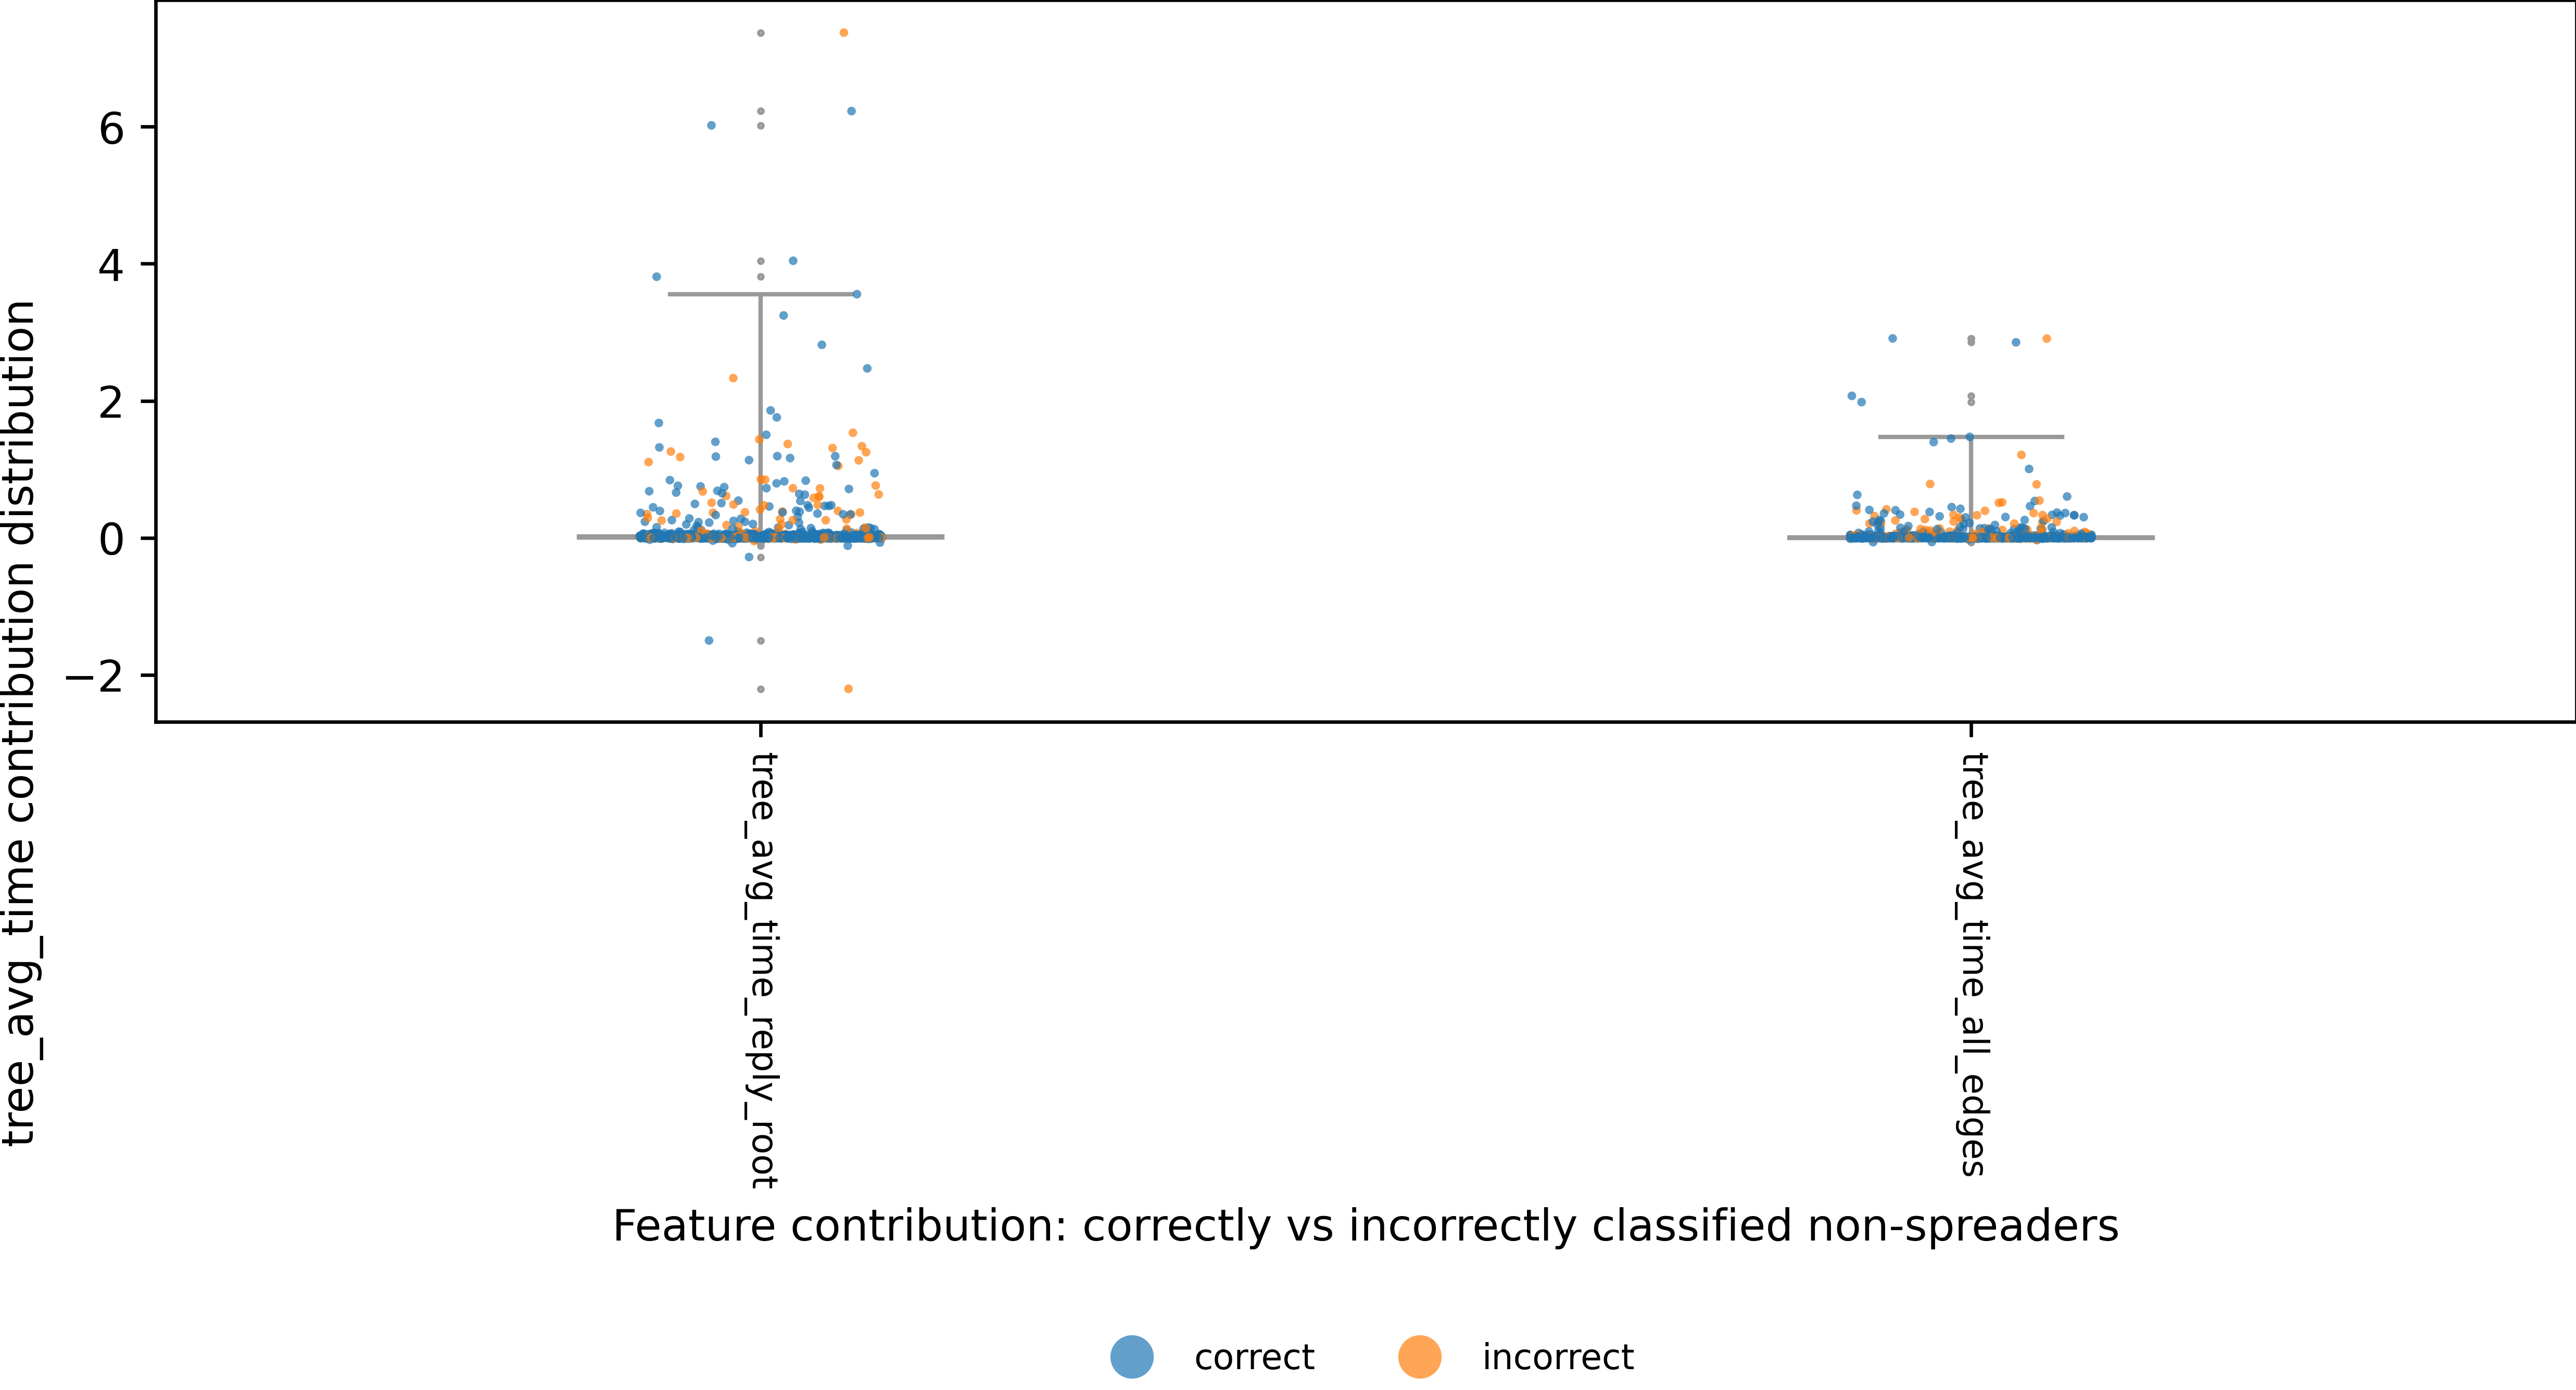 tree_avg_time contribution distribution
6
4
2
0
−2
tree_avg_time_reply_root
tree_avg_time_all_edges
Feature contribution: correctly vs incorrectly classified non-spreaders
correct
incorrect